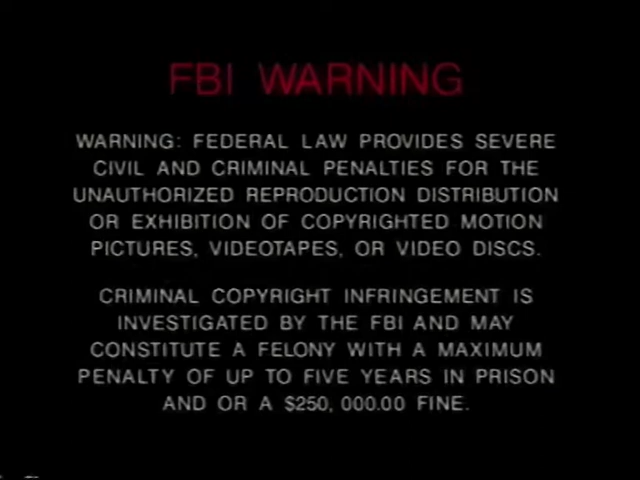 FBI WARNING
WARNING: FEDERAL LAW PROVIDES SEVERE
CIVIL AND CRIMINAL PENALTIES FOR THE
UNAUTHORIZED REPRODUCTION DISTRIBUTION
OR EXHIBITION OF COPYRIGHTED MOTION
PICTURES, VIDEOTAPES, OR VIDEO DISCS.
CRIMINAL COPYRIGHT INFRINGEMENT IS
INVESTIGATED BY THE FBI AND MAY
CONSTITUTE A FELONY WITH A MAXIMUM
PENALTY OF UP TO FIVE YEARS IN PRISON
AND OR A $250, 000.00 FINE.